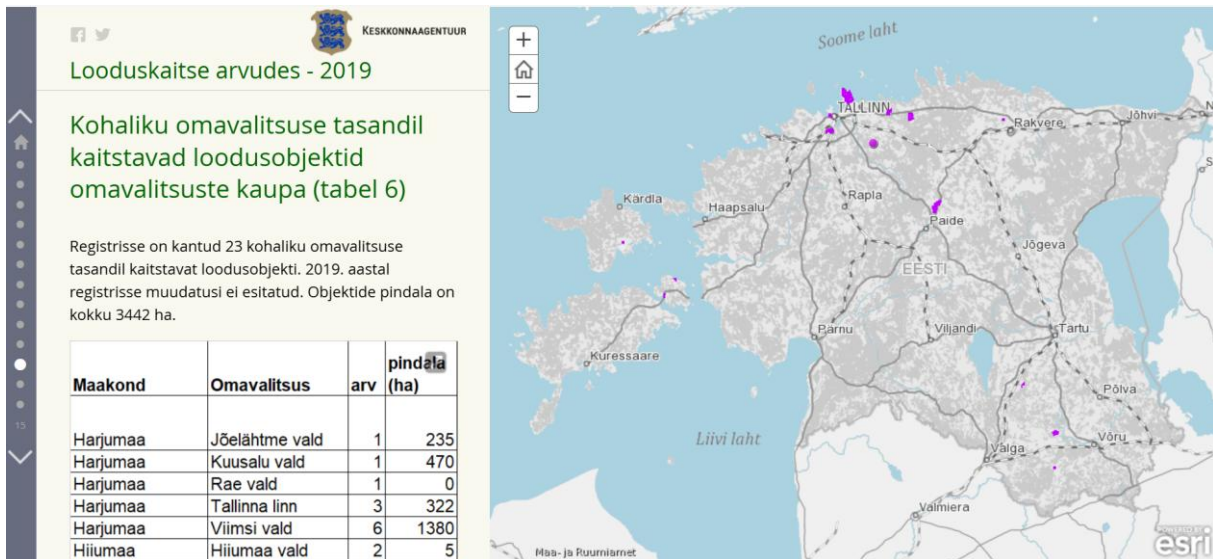 KESKKONNAAGENTUUR
Looduskaitse arvudes - 2019
Kohaliku omavalitsuse tasandil
kaitstavad loodusobjektid
omavalitsuste kaupa (tabel 6)
Registrisse on kantud 23 kohaliku omavalitsuse
tasandil kaitstavat loodusobjekti. 2019. aastal
registrisse muudatusi ei esitatud. Objektide pindala on
kokku 3442 ha.
Maakond Omavalitsus arv pindala (ha)
Harjumaa Jõelähtme vald 1 235
Harjumaa Kuusalu vald 1 470
Harjumaa Rae vald 1 0
Harjumaa Tallinna linn 3 322
Harjumaa Viimsi vald 6 1380
Hiiumaa Hiiumaa vald 2 5
15
+
−
Soome laht
TALLINN
Rakvere
Jõhvi
Kärdla
Haapsalu
Rapla
Paide
Jõgeva
EESTI
Pärnu
Viljandi
Tartu
Kuressaare
Põlva
Liivi laht
Valga
Võru
Valmiera
Maa- ja Ruumiamet
POWERED BY
esri